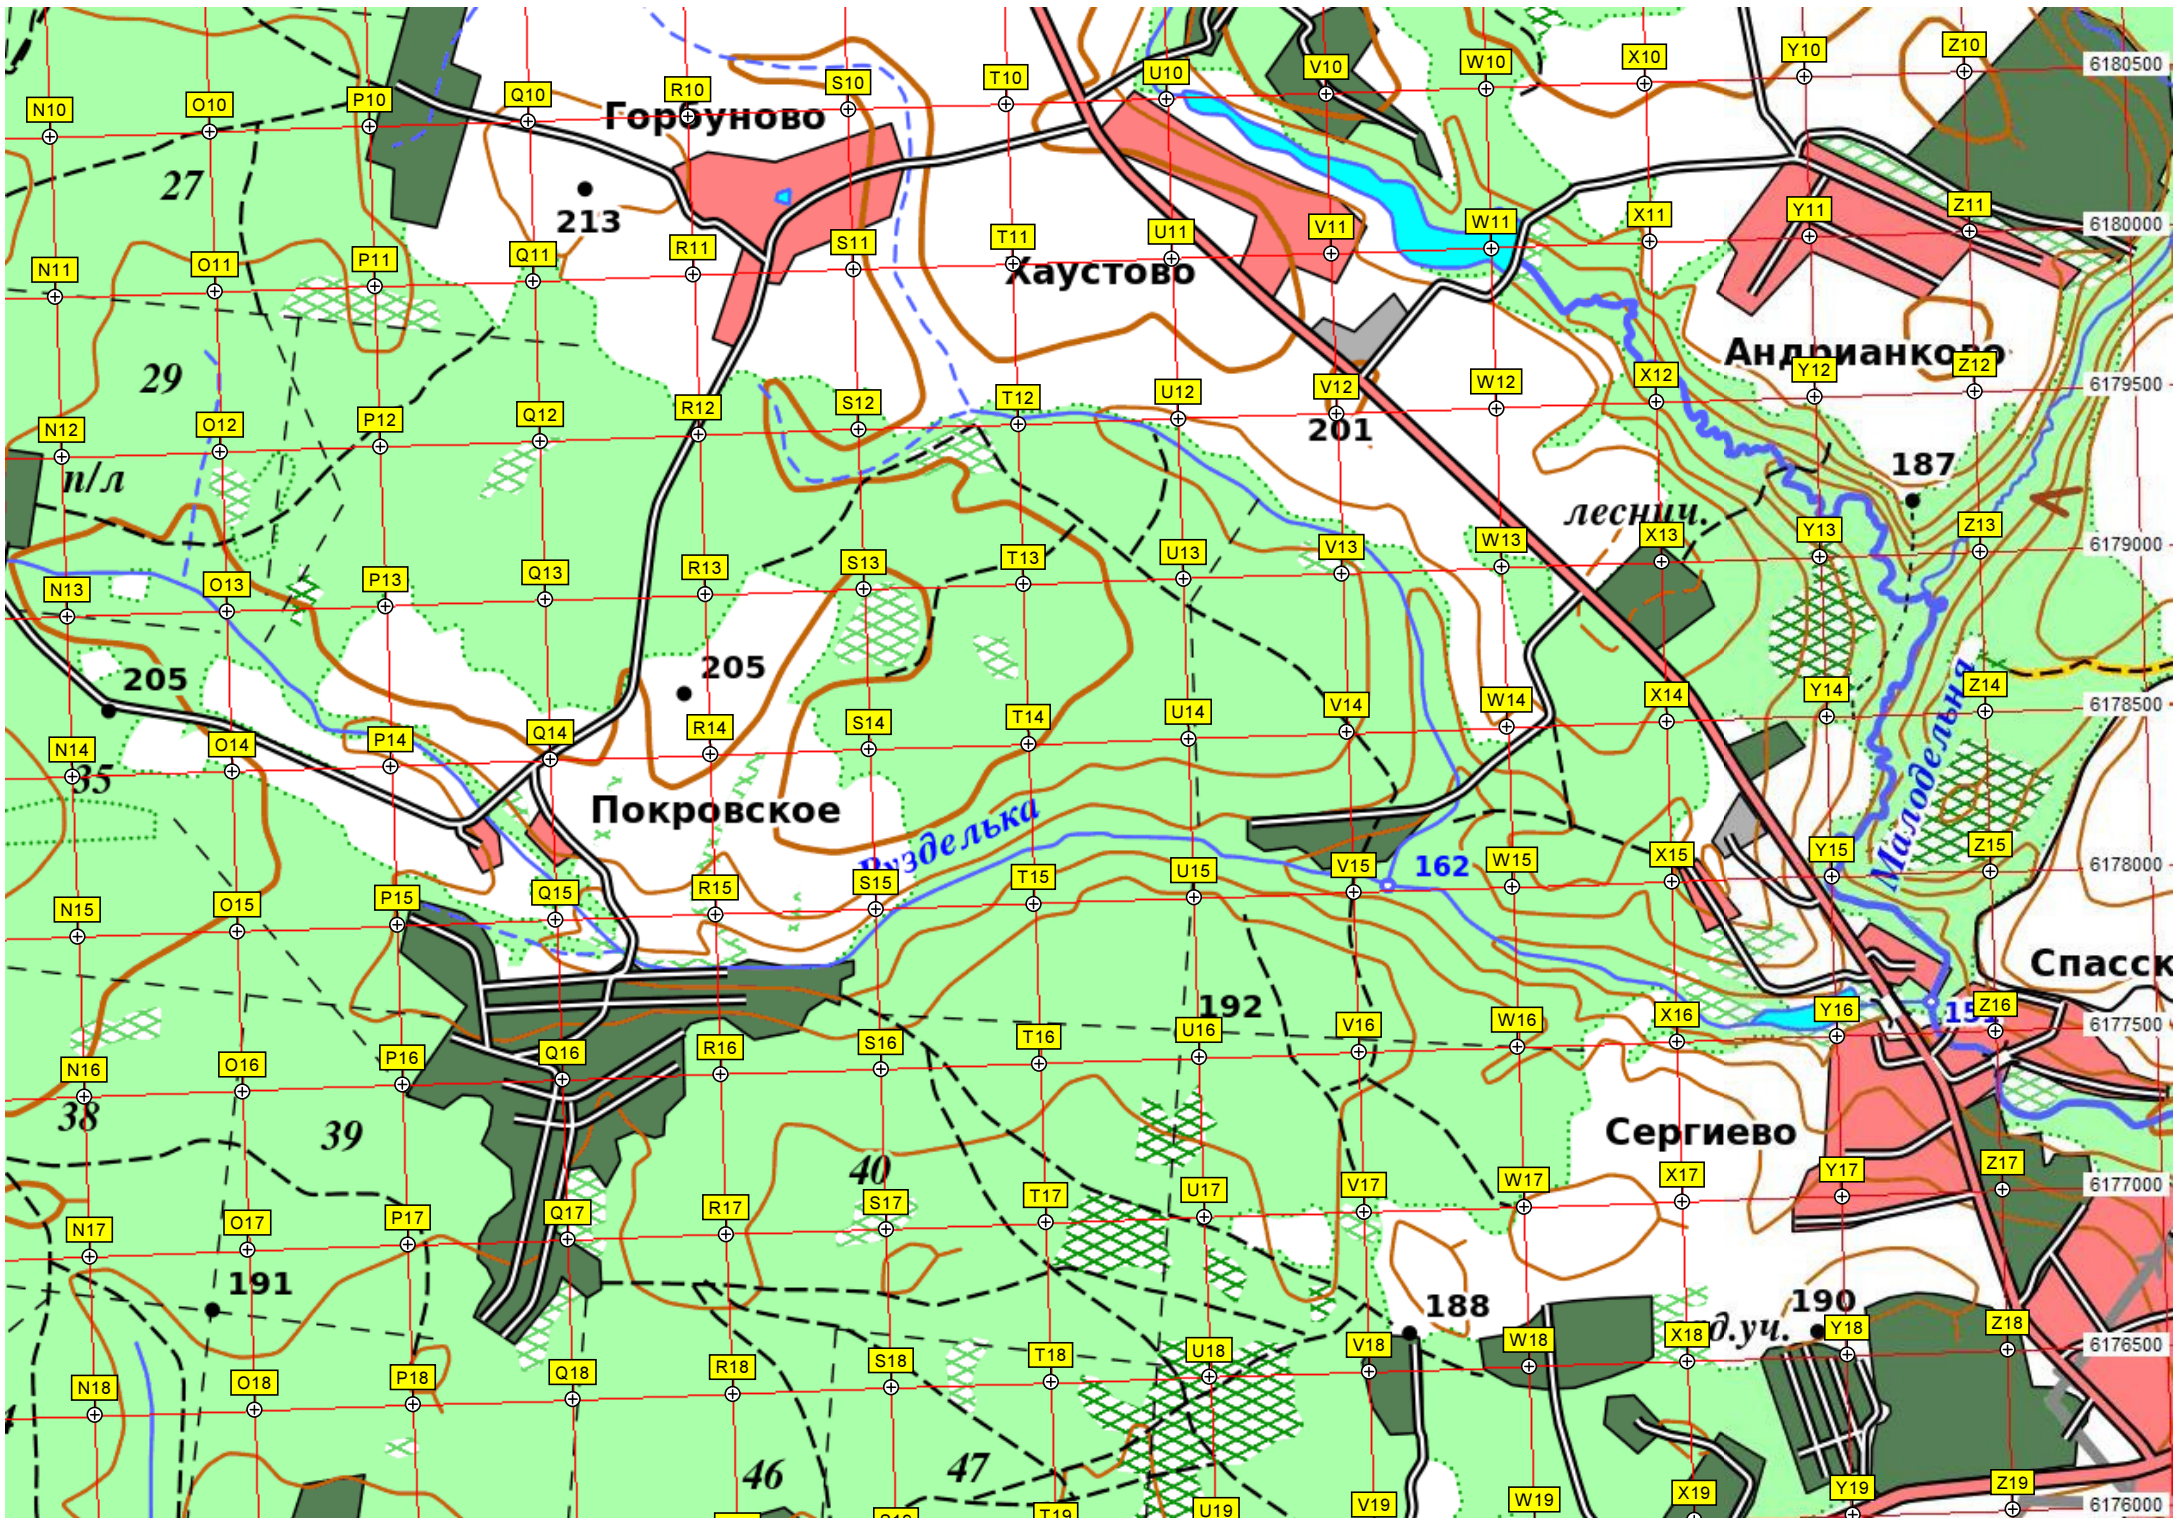 N10 O10 P10 Q10 R10 S10 T10 U10 V10 W10 X10 Y10 Z10 6180500
Горбуново
27
213
N11 O11 P11 Q11 R11 S11 T11 U11 V11 W11 X11 Y11 Z11 6180000
Хаустово
Андрианково
29
N12 O12 P12 Q12 R12 S12 T12 U12 V12 W12 X12 Y12 Z12 6179500
201
187
п/л
леснич.
N13 O13 P13 Q13 R13 S13 T13 U13 V13 W13 X13 Y13 Z13 6179000
205
205
Малодельня
N14 O14 P14 Q14 R14 S14 T14 U14 V14 W14 X14 Y14 Z14 6178500
35
Покровское
162
N15 O15 P15 Q15 R15 S15 T15 U15 V15 W15 X15 Y15 Z15 6178000
Спасск
192
N16 O16 P16 Q16 R16 S16 T16 U16 V16 W16 X16 Y16 Z16 6177500
38
39
Сергиево
40
N17 O17 P17 Q17 R17 S17 T17 U17 V17 W17 X17 Y17 Z17 6177000
191
188
190
N18 O18 P18 Q18 R18 S18 T18 U18 V18 W18 X18 Y18 Z18 6176500
46
47
T19 U19 V19 W19 X19 Y19 Z19 6176000